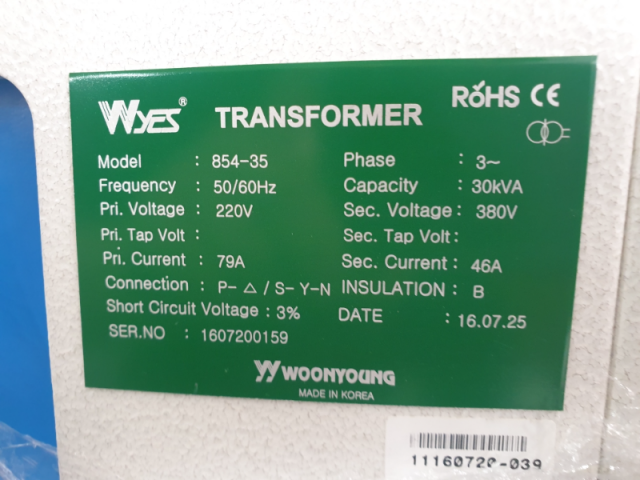 Wyes® TRANSFORMER RoHS CE
Model : 854-35 Phase : 3~
Frequency : 50/60Hz Capacity : 30kVA
Pri. Voltage : 220V Sec. Voltage : 380V
Pri. Tap Volt : Sec. Tap Volt :
Pri. Current : 79A Sec. Current : 46A
Connection : P- △ / S- Y-N INSULATION : B
Short Circuit Voltage : 3% DATE : 16.07.25
SER.NO : 1607200159
WOONYOUNG
MADE IN KOREA
11160720-039